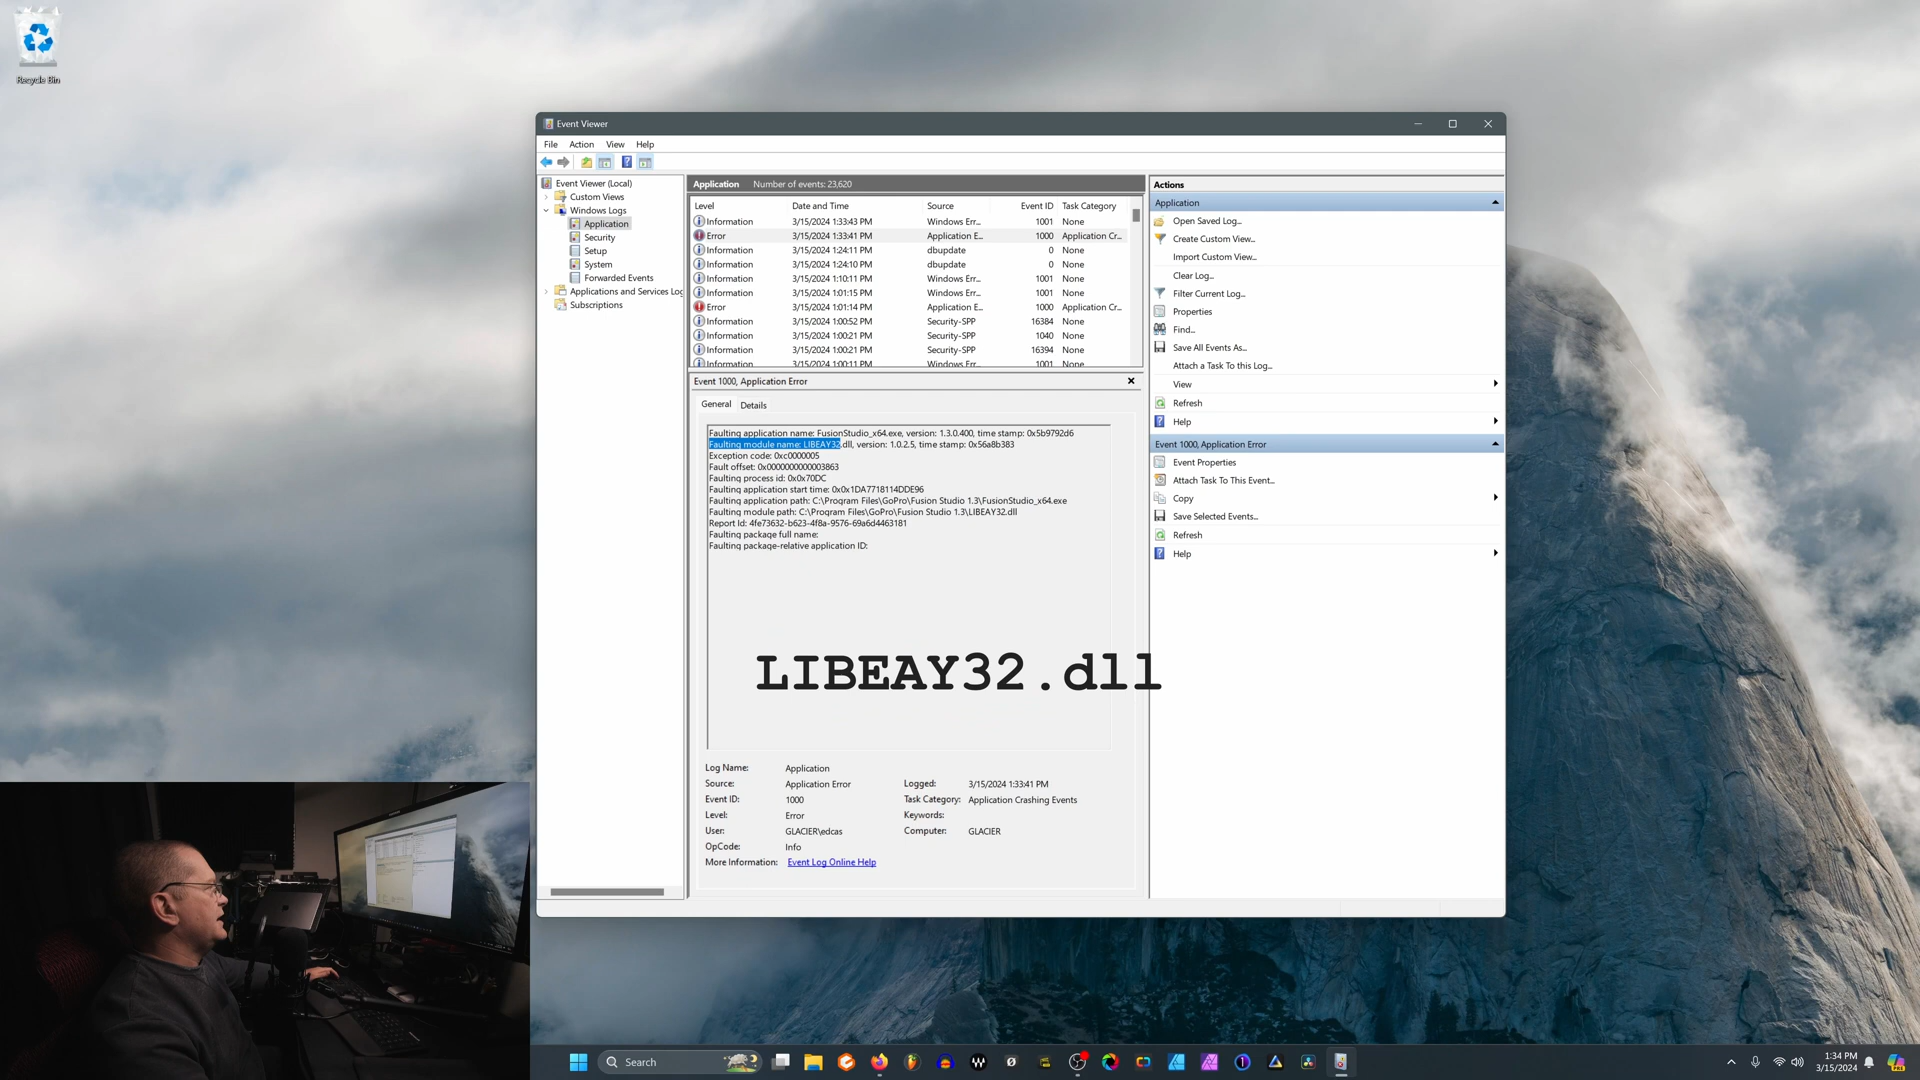 Recycle Bin
Event Viewer
File Action View Help
Event Viewer (Local)
Custom Views
Windows Logs
Application
Security
Setup
System
Forwarded Events
Applications and Services Log
Subscriptions
Application Number of events: 23,620
Level Date and Time Source Event ID Task Category
Information 3/15/2024 1:33:43 PM Windows Err... 1001 None
Error 3/15/2024 1:33:41 PM Application E... 1000 Application Cr...
Information 3/15/2024 1:24:11 PM dbupdate 0 None
Information 3/15/2024 1:24:10 PM dbupdate 0 None
Information 3/15/2024 1:10:11 PM Windows Err... 1001 None
Information 3/15/2024 1:01:15 PM Windows Err... 1001 None
Error 3/15/2024 1:01:14 PM Application E... 1000 Application Cr...
Information 3/15/2024 1:00:52 PM Security-SPP 16384 None
Information 3/15/2024 1:00:21 PM Security-SPP 1040 None
Information 3/15/2024 1:00:21 PM Security-SPP 16394 None
Information 3/15/2024 1:00:11 PM Windows Err... 1001 None
Event 1000, Application Error
General Details
Faulting application name: FusionStudio_x64.exe, version: 1.3.0.400, time stamp: 0x5b9792d6
Faulting module name: LIBEAY32.dll, version: 1.0.2.5, time stamp: 0x56a8b383
Exception code: 0xc0000005
Fault offset: 0x0000000000003863
Faulting process id: 0x0x70DC
Faulting application start time: 0x0x1DA7718114DDE96
Faulting application path: C:\Program Files\GoPro\Fusion Studio 1.3\FusionStudio_x64.exe
Faulting module path: C:\Program Files\GoPro\Fusion Studio 1.3\LIBEAY32.dll
Report Id: 4fe73632-b623-4f8a-9576-69a6d4463181
Faulting package full name:
Faulting package-relative application ID:
LIBEAY32.dll
Log Name: Application
Source: Application Error Logged: 3/15/2024 1:33:41 PM
Event ID: 1000 Task Category: Application Crashing Events
Level: Error Keywords:
User: GLACIER\edcas Computer: GLACIER
OpCode: Info
More Information: Event Log Online Help
Actions
Application
Open Saved Log...
Create Custom View...
Import Custom View...
Clear Log...
Filter Current Log...
Properties
Find...
Save All Events As...
Attach a Task To this Log...
View
Refresh
Help
Event 1000, Application Error
Event Properties
Attach Task To This Event...
Copy
Save Selected Events...
Refresh
Help
Search
1:34 PM
3/15/2024